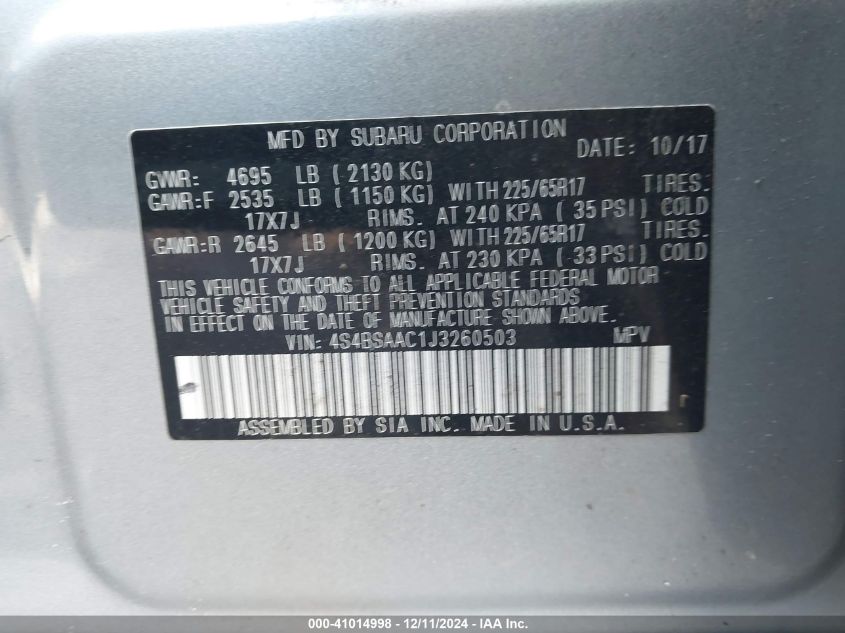 MFD BY SUBARU CORPORATION DATE: 10/17
GVWR: 4695 LB ( 2130 KG)
GAWR:F 2535 LB ( 1150 KG) WITH 225/65R17 TIRES.
17X7J RIMS. AT 240 KPA ( 35 PSI) COLD
GAWR:R 2645 LB ( 1200 KG) WITH 225/65R17 TIRES.
17X7J RIMS. AT 230 KPA ( 33 PSI) COLD
THIS VEHICLE CONFORMS TO ALL APPLICABLE FEDERAL MOTOR
VEHICLE SAFETY AND THEFT PREVENTION STANDARDS
IN EFFECT ON THE DATE OF MANUFACTURE SHOWN ABOVE.
VIN: 4S4BSAAC1J3260503 MPV
ASSEMBLED BY SIA INC. MADE IN U.S.A.
000-41014998 - 12/11/2024 - IAA Inc.